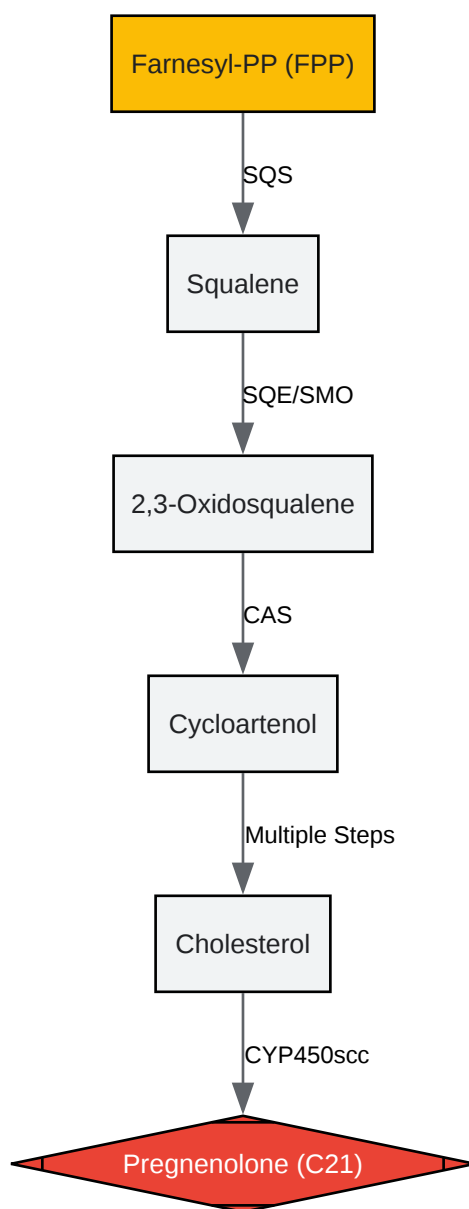 Farnesyl-PP (FPP)
SQS
Squalene
SQE/SMO
2,3-Oxidosqualene
CAS
Cycloartenol
Multiple Steps
Cholesterol
CYP450scc
Pregnenolone (C21)